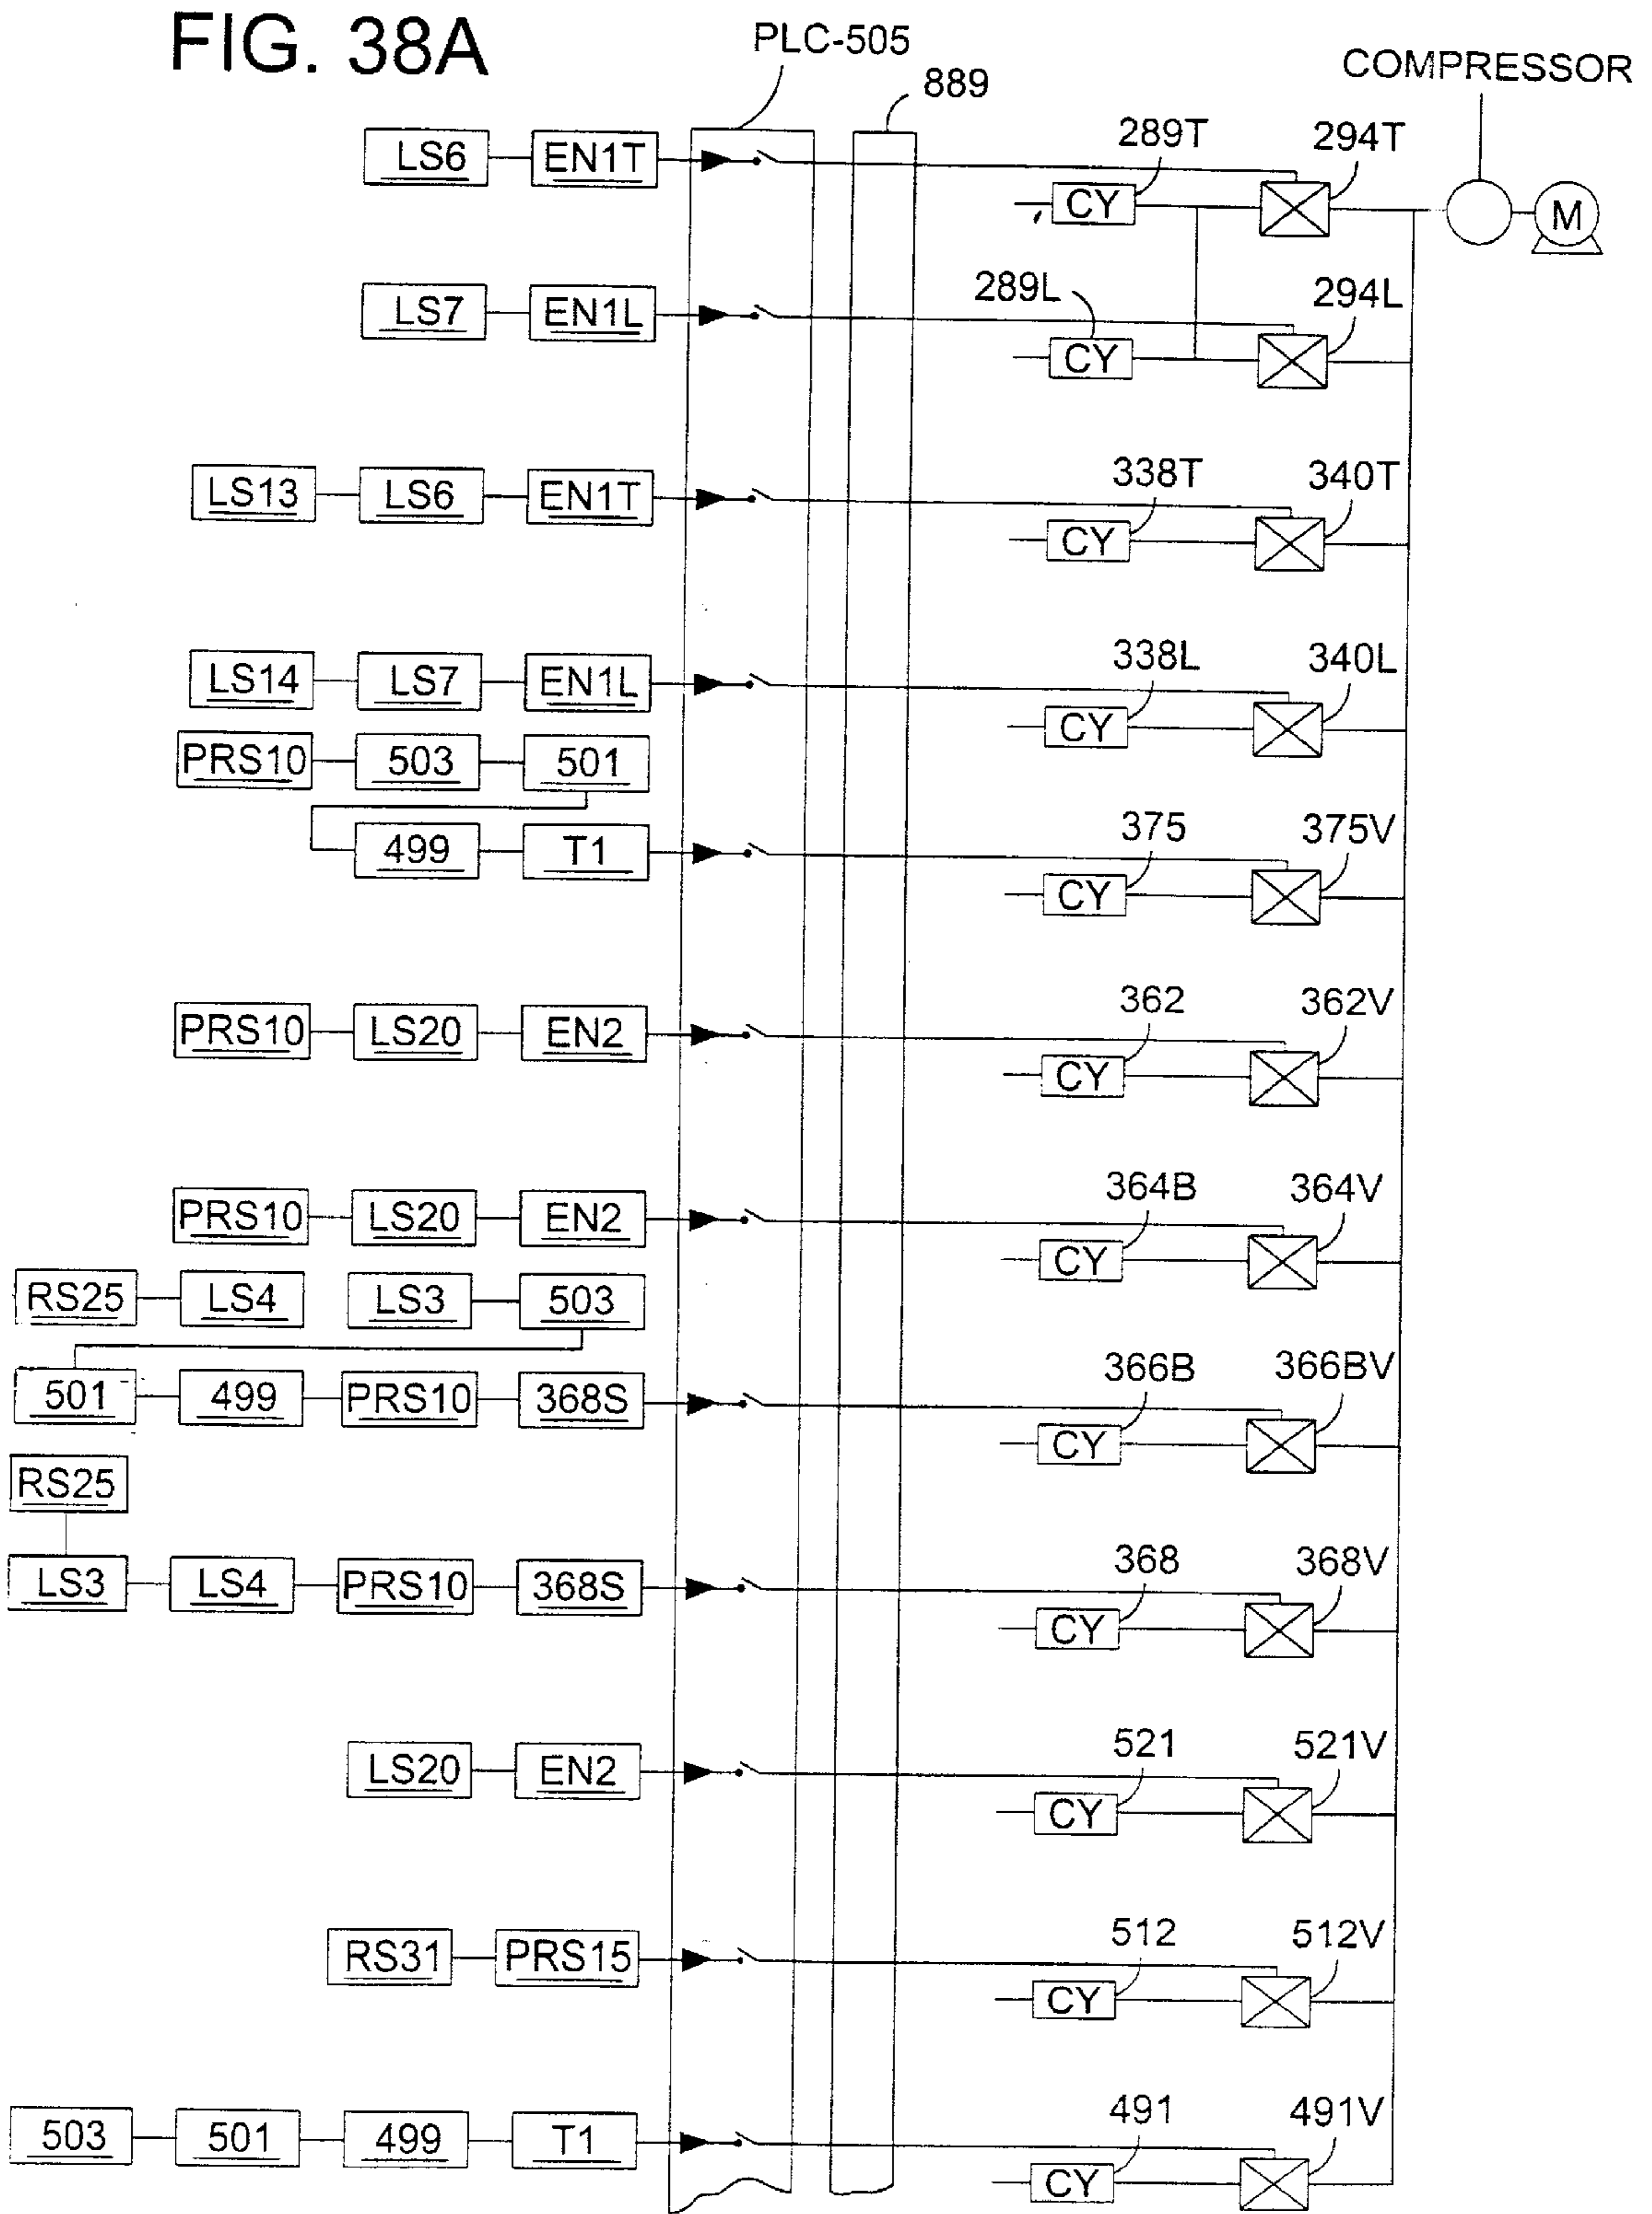 FIG. 38A
PLC-505
889
COMPRESSOR
289T
294T
LS6 EN1T
CY
M
289L
294L
LS7 EN1L
CY
338T
340T
LS13 LS6 EN1T
CY
338L
340L
LS14 LS7 EN1L
CY
PRS10 503 501
375
375V
499 T1
CY
362
362V
PRS10 LS20 EN2
CY
364B
364V
PRS10 LS20 EN2
CY
RS25 LS4 LS3 503
366B
366BV
501 499 PRS10 368S
CY
RS25
368
368V
LS3 LS4 PRS10 368S
CY
521
521V
LS20 EN2
CY
512
512V
RS31 PRS15
CY
491
491V
503 501 499 T1
CY